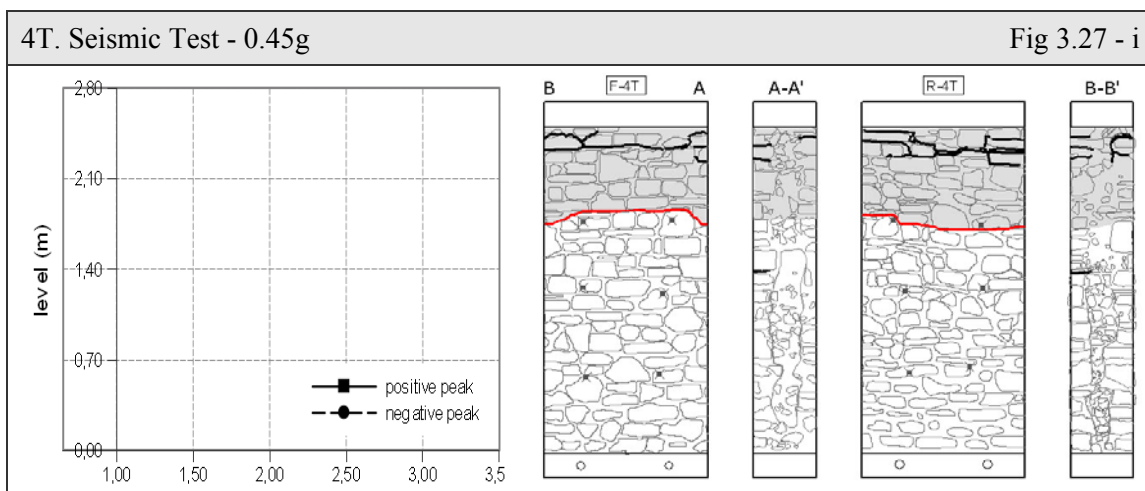 4T. Seismic Test - 0.45g Fig 3.27 - i
2,80
2,10
1,40
0,70
0,00
level (m)
positive peak
negative peak
1,00 1,50 2,00 2,50 3,00 3,5
B F-4T A
A-A'
R-4T
B-B'